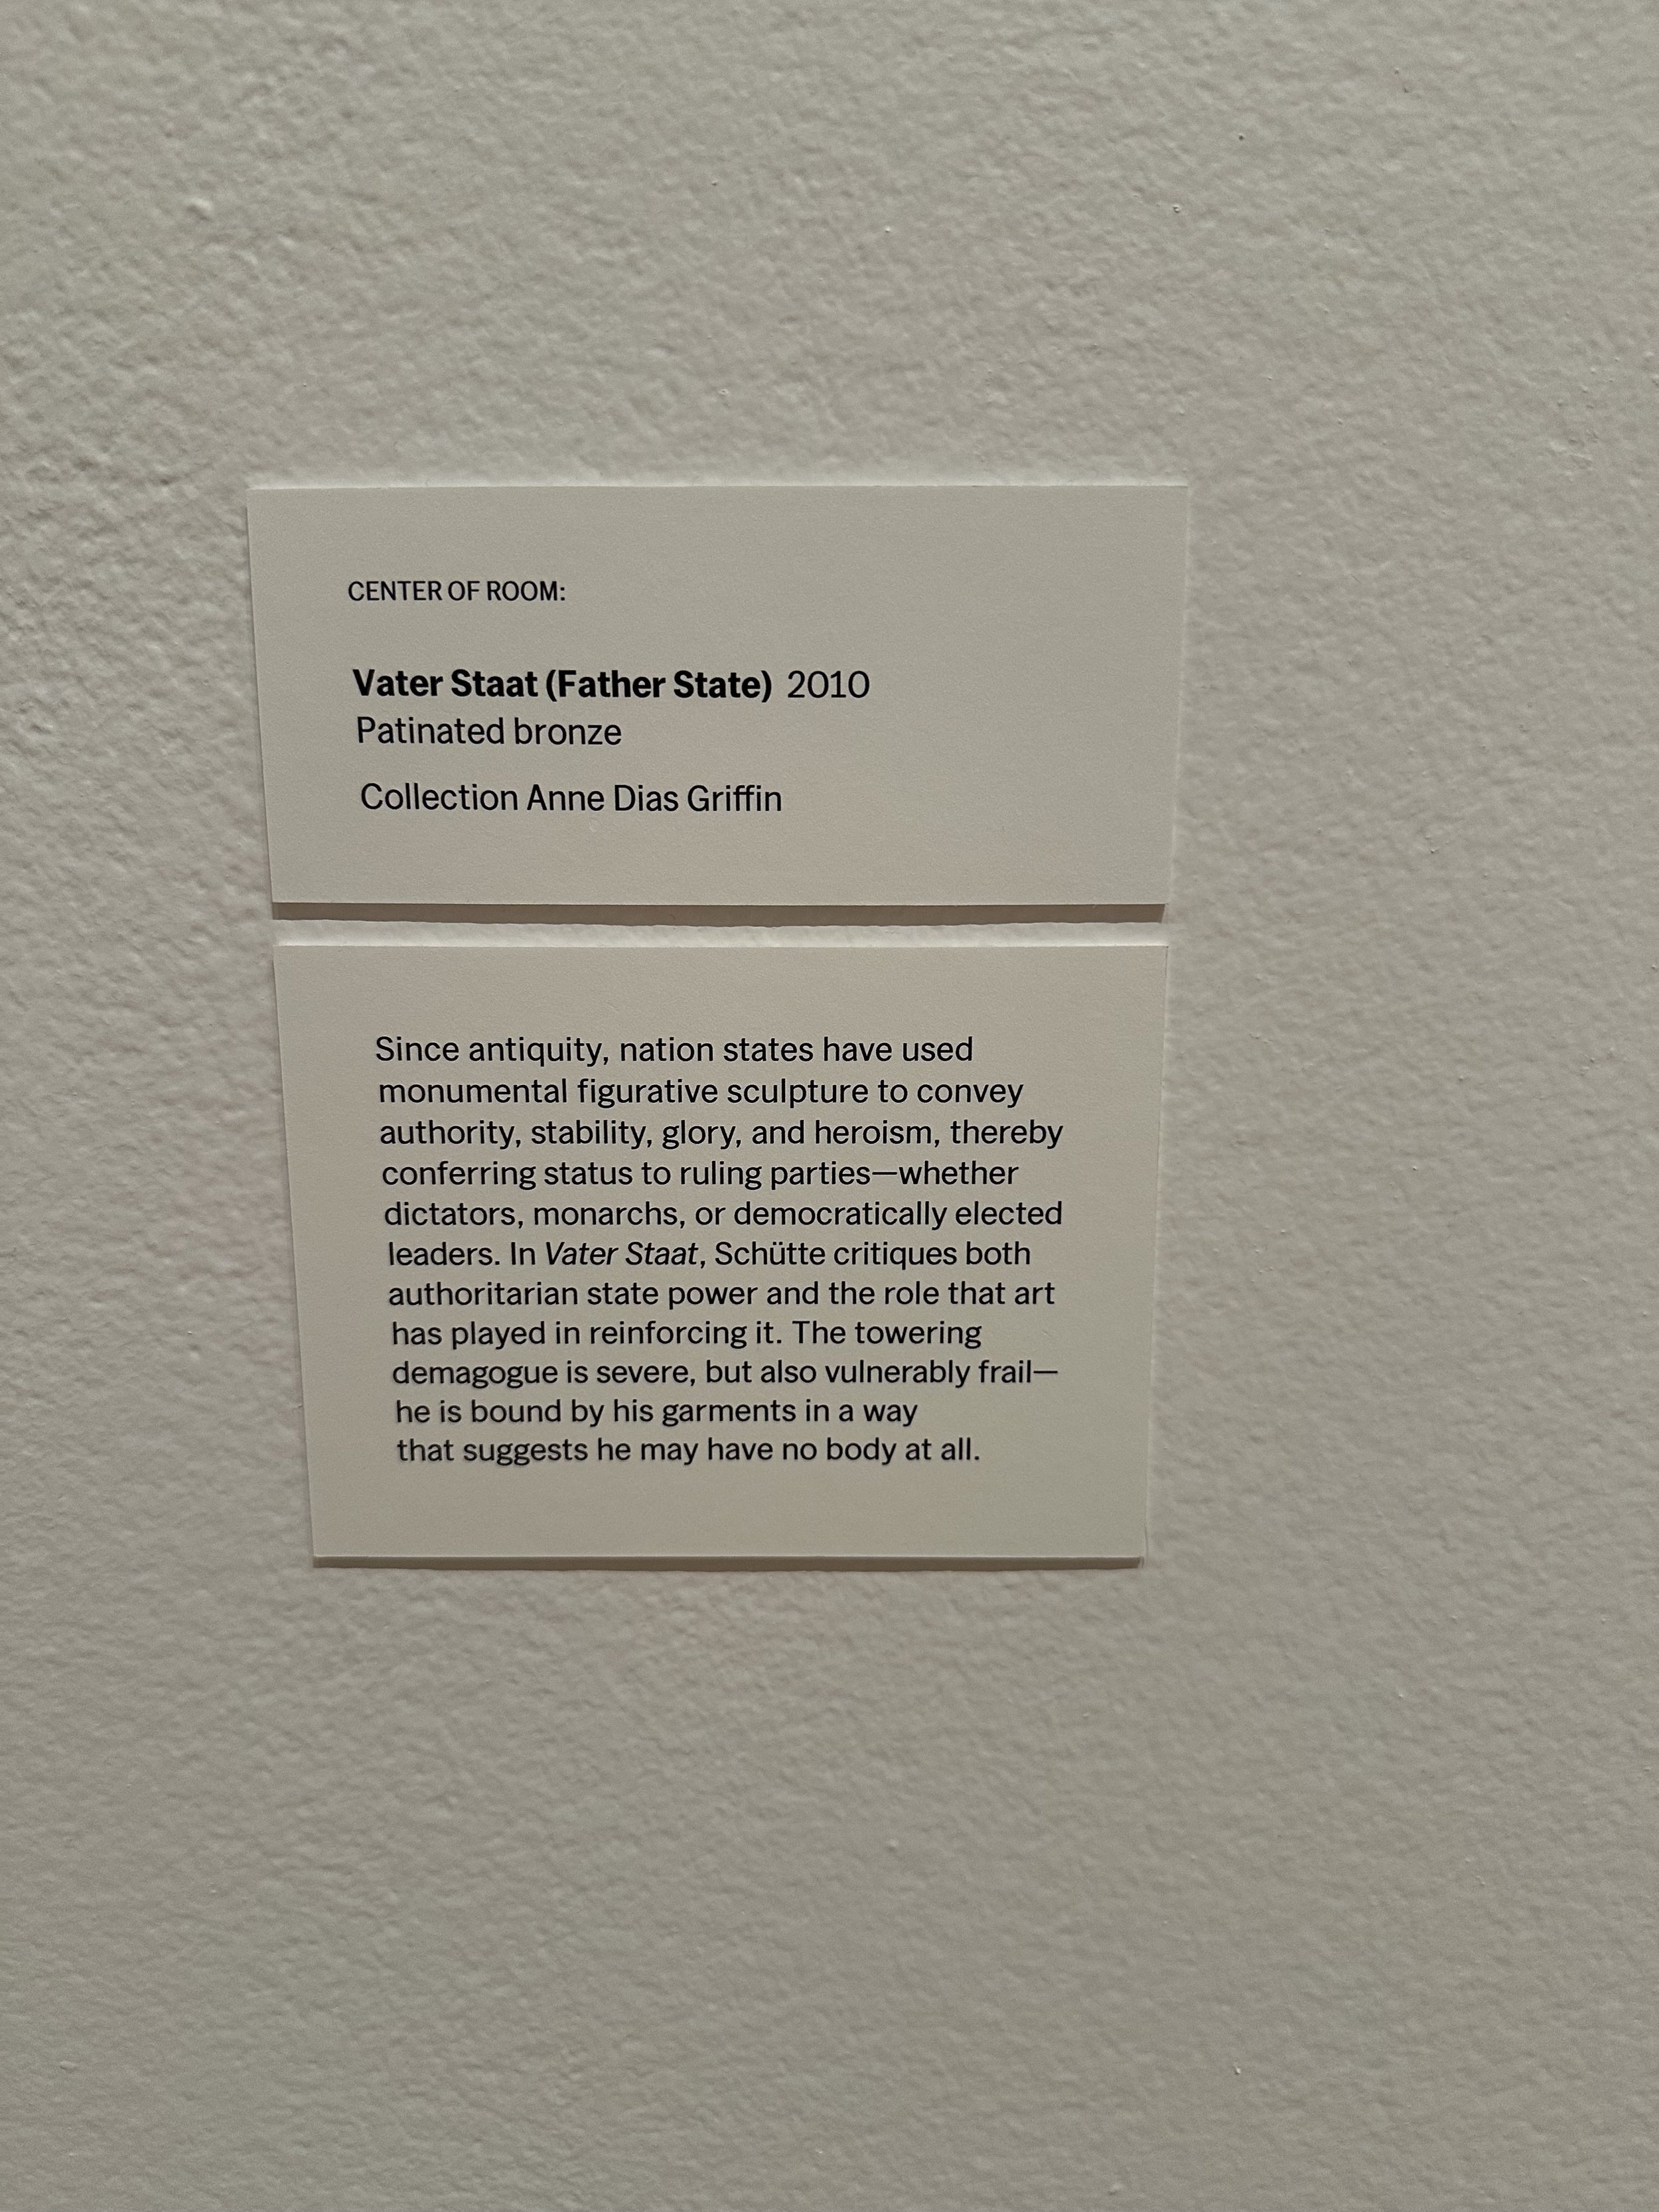 CENTER OF ROOM:
Vater Staat (Father State) 2010
Patinated bronze
Collection Anne Dias Griffin
Since antiquity, nation states have used
monumental figurative sculpture to convey
authority, stability, glory, and heroism, thereby
conferring status to ruling parties—whether
dictators, monarchs, or democratically elected
leaders. In Vater Staat, Schütte critiques both
authoritarian state power and the role that art
has played in reinforcing it. The towering
demagogue is severe, but also vulnerably frail—
he is bound by his garments in a way
that suggests he may have no body at all.